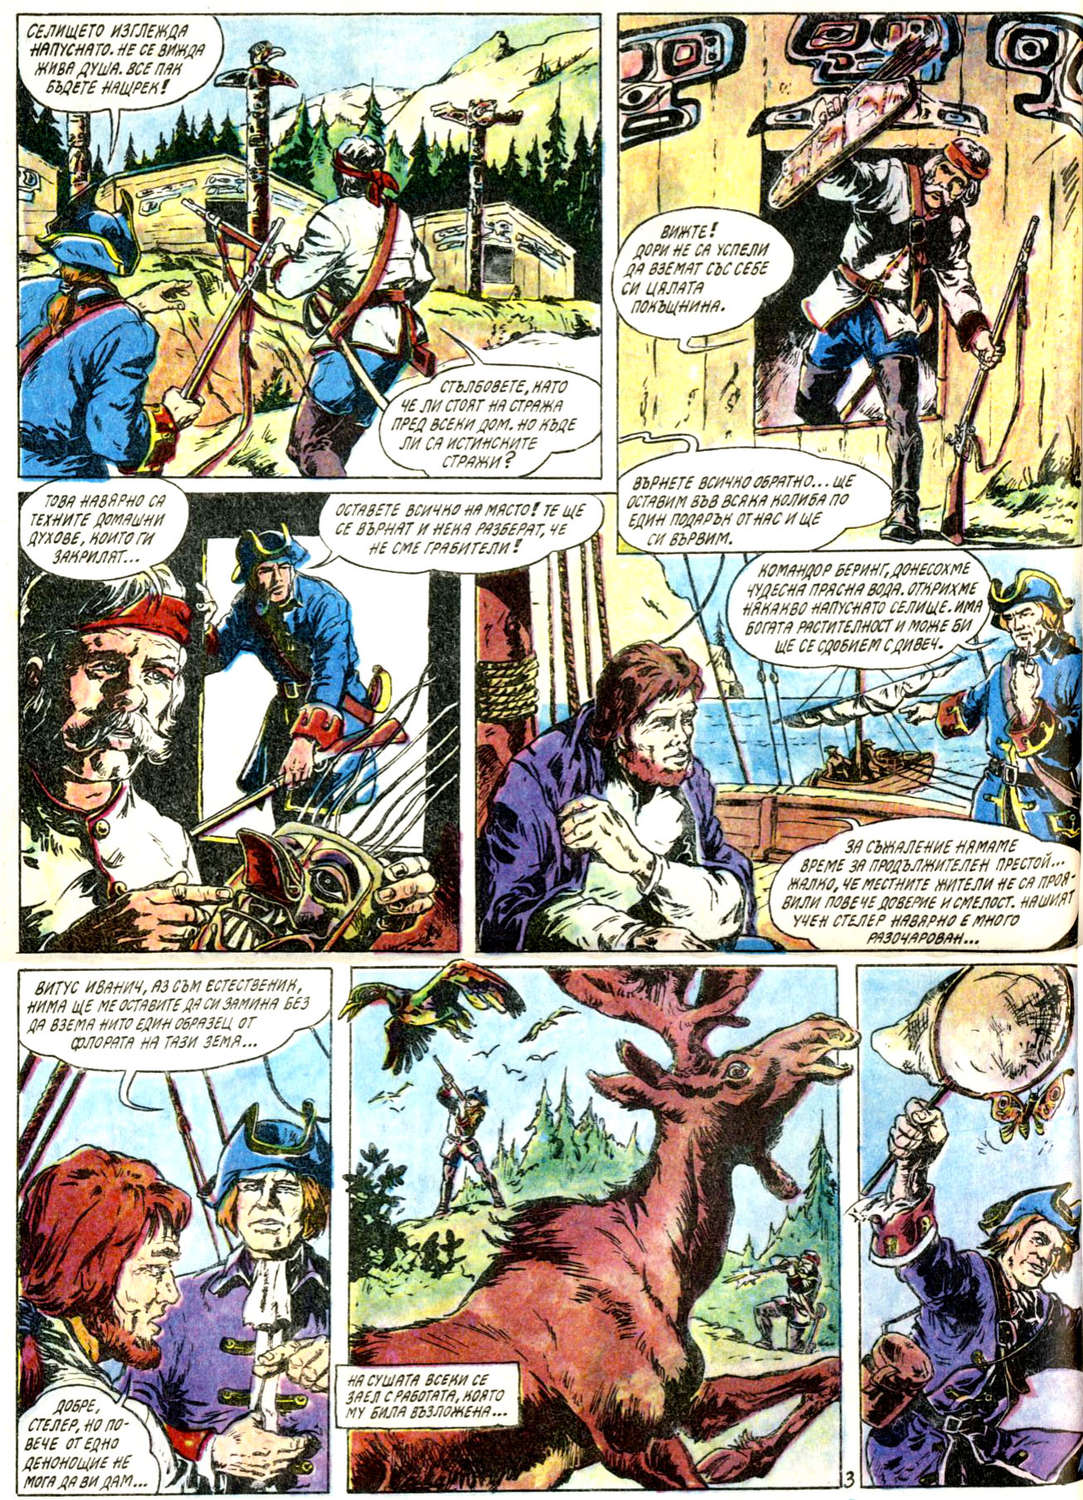 СЕЛИЩЕТО ИЗГЛЕЖДА
НАПУСНАТО. НЕ СЕ ВИЖДА
ЖИВА ДУША. ВСЕ ПАК
БЪДЕТЕ НАЩРЕК!
СТЪЛБОВЕТЕ, КАТО
ЧЕ ЛИ СТОЯТ НА СТРАЖА
ПРЕД ВСЕКИ ДОМ. НО КЪДЕ
ЛИ СА ИСТИНСКИТЕ
СТРАЖИ?
ВИЖТЕ!
ДОРИ НЕ СА УСПЕЛИ
ДА ВЗЕМАТ СЪС СЕБЕ
СИ ЦЯЛАТА
ПОКЪЩНИНА.
ВЪРНЕТЕ ВСИЧКО ОБРАТНО... ЩЕ
ОСТАВИМ ВЪВ ВСЯКА КОЛИБА ПО
ЕДИН ПОДАРЪК ОТ НАС И ЩЕ
СИ ВЪРВИМ.
ТОВА НАВЯРНО СА
ТЕХНИТЕ ДОМАШНИ
ДУХОВЕ, КОИТО ГИ
ЗАКРИЛЯТ...
ОСТАВЕТЕ ВСИЧКО НА МЯСТО! ТЕ ЩЕ
СЕ ВЪРНАТ И НЕКА РАЗБЕРАТ, ЧЕ
НЕ СМЕ ГРАБИТЕЛИ!
КОМАНДОР БЕРИНГ, ДОНЕСОХМЕ
ЧУДЕСНА ПРЯСНА ВОДА. ОТКРИХМЕ
НЯКАКВО НАПУСНАТО СЕЛИЩЕ. ИМА
БОГАТА РАСТИТЕЛНОСТ И МОЖЕ БИ
ЩЕ СЕ СДОБИЕМ С ДИВЕЧ.
ЗА СЪЖАЛЕНИЕ НЯМАМЕ
ВРЕМЕ ЗА ПРОДЪЛЖИТЕЛЕН ПРЕСТОЙ...
ЖАЛКО, ЧЕ МЕСТНИТЕ ЖИТЕЛИ НЕ СА ПРОЯ-
ВИЛИ ПОВЕЧЕ ДОВЕРИЕ И СМЕЛОСТ. НАШИЯТ
УЧЕН СТЕЛЕР НАВЯРНО Е МНОГО
РАЗОЧАРОВАН...
ВИТУС ИВАНИЧ, АЗ СЪМ ЕСТЕСТВЕНИК,
НИМА ЩЕ МЕ ОСТАВИТЕ ДА СИ ЗАМИНА БЕЗ
ДА ВЗЕМА НИТО ЕДИН ОБРАЗЕЦ ОТ
ФЛОРАТА НА ТАЗИ ЗЕМЯ...
ДОБРЕ,
СТЕЛЕР, НО ПО-
ВЕЧЕ ОТ ЕДНО
ДЕНОНОЩИЕ НЕ
МОГА ДА ВИ ДАМ...
НА СУШАТА ВСЕКИ СЕ
ЗАЕЛ С РАБОТАТА, КОЯТО
МУ БИЛА ВЪЗЛОЖЕНА...
3